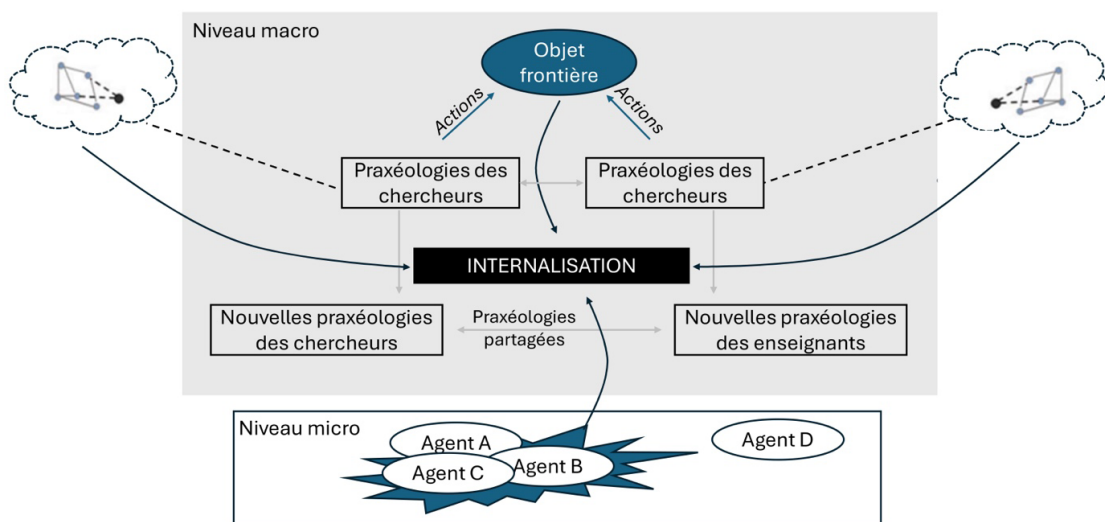 Niveau macro
Objet
frontière
Actions
Actions
Praxéologies des
chercheurs
Praxéologies des
chercheurs
INTERNALISATION
Nouvelles praxéologies
des chercheurs
Praxéologies
partagées
Nouvelles praxéologies
des enseignants
Niveau micro
Agent A
Agent B
Agent C
Agent D